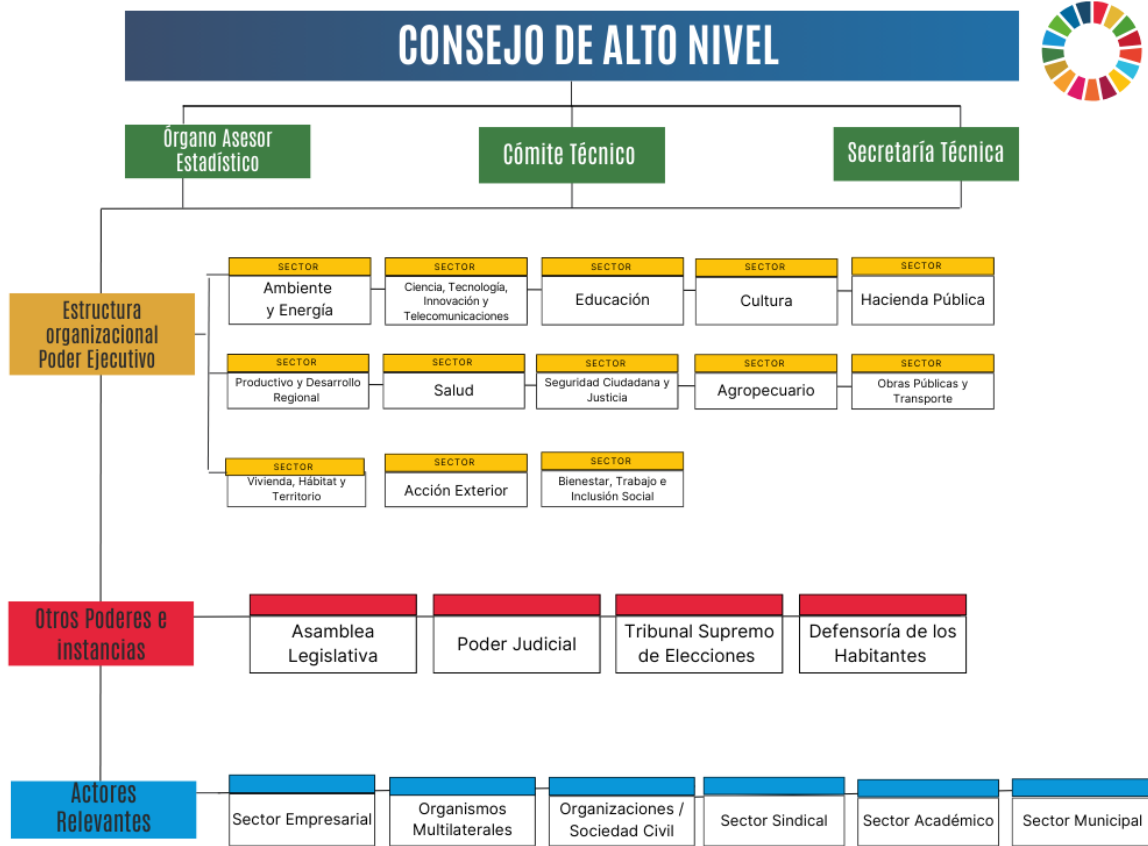 CONSEJO DE ALTO NIVEL
Órgano Asesor
Estadístico
Cómite Técnico
Secretaría Técnica
Estructura
organizacional
Poder Ejecutivo
SECTOR
Ambiente
y Energía
SECTOR
Ciencia, Tecnología,
Innovación y
Telecomunicaciones
SECTOR
Educación
SECTOR
Cultura
SECTOR
Hacienda Pública
SECTOR
Productivo y Desarrollo
Regional
SECTOR
Salud
SECTOR
Seguridad Ciudadana y
Justicia
SECTOR
Agropecuario
SECTOR
Obras Públicas y
Transporte
SECTOR
Vivienda, Hábitat y
Territorio
SECTOR
Acción Exterior
SECTOR
Bienestar, Trabajo e
Inclusión Social
Otros Poderes e
instancias
Asamblea
Legislativa
Poder Judicial
Tribunal Supremo
de Elecciones
Defensoría de los
Habitantes
Actores
Relevantes
Sector Empresarial
Organismos
Multilaterales
Organizaciones /
Sociedad Civil
Sector Sindical
Sector Académico
Sector Municipal